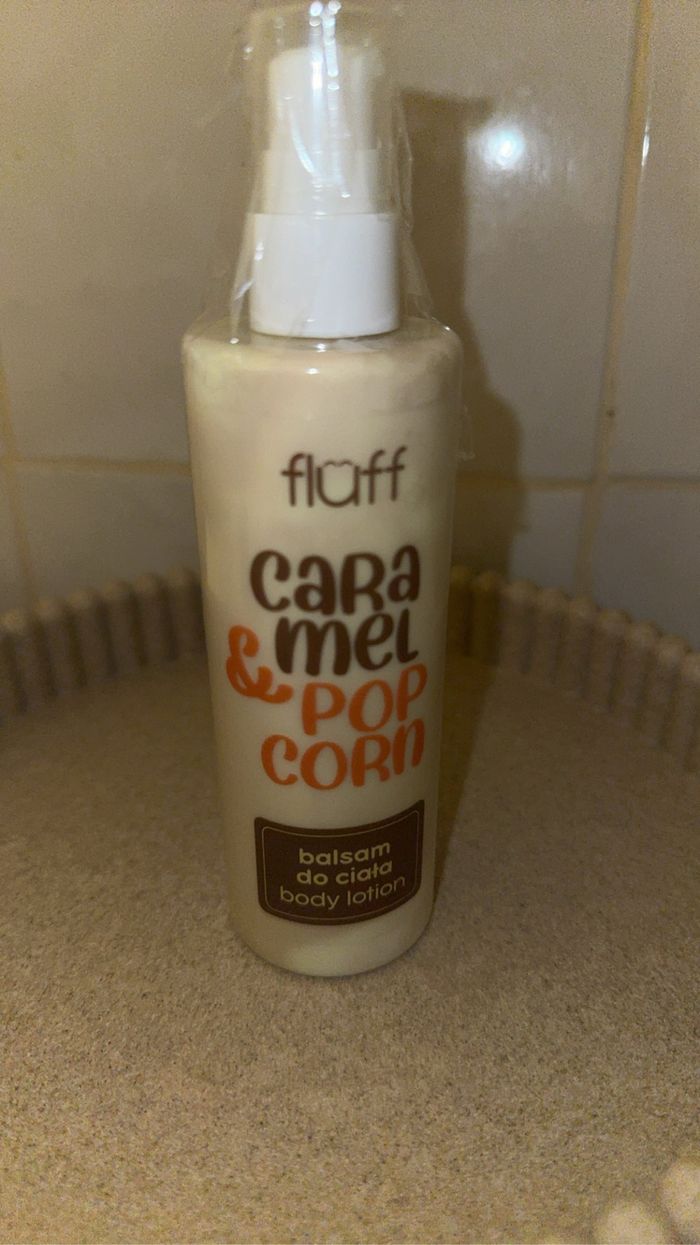 fluff
CaRa
mel
& POP
CORn
balsam
do ciała
body lotion